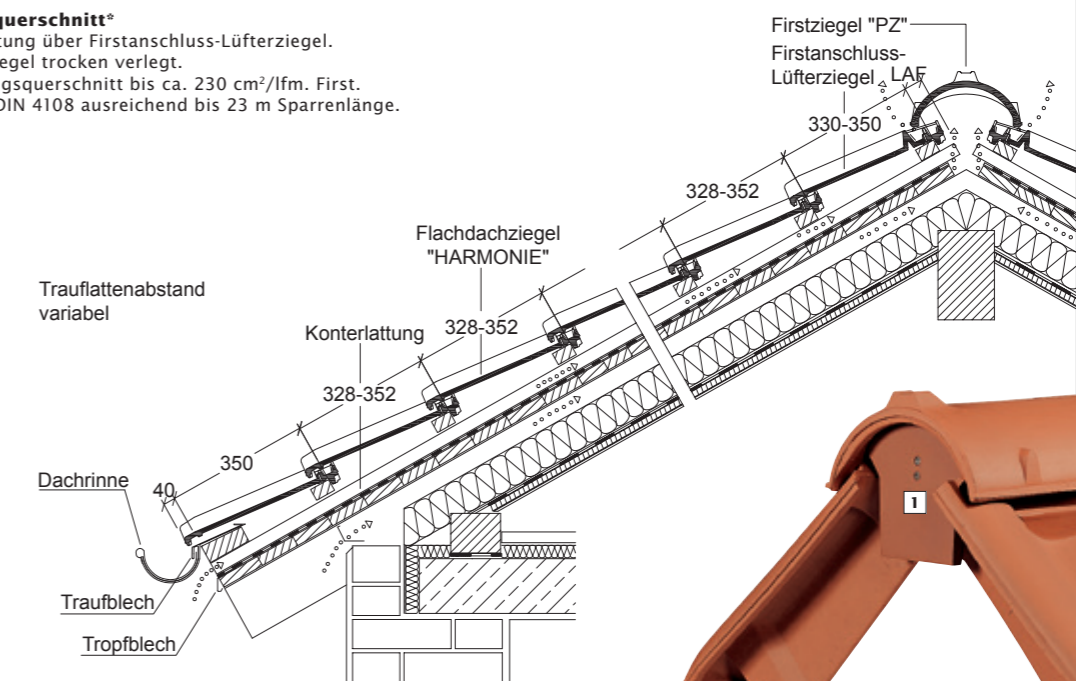 querschnitt*
tung über Firstanschluss-Lüfterziegel.
egel trocken verlegt.
gsquerschnitt bis ca. 230 cm²/lfm. First.
DIN 4108 ausreichend bis 23 m Sparrenlänge.
Firstziegel "PZ"
Firstanschluss-
Lüfterziegel
LAF
330-350
328-352
Flachdachziegel
"HARMONIE"
Trauflattenabstand
variabel
Konterlattung
328-352
328-352
350
40
Dachrinne
Traufblech
Tropfblech
1